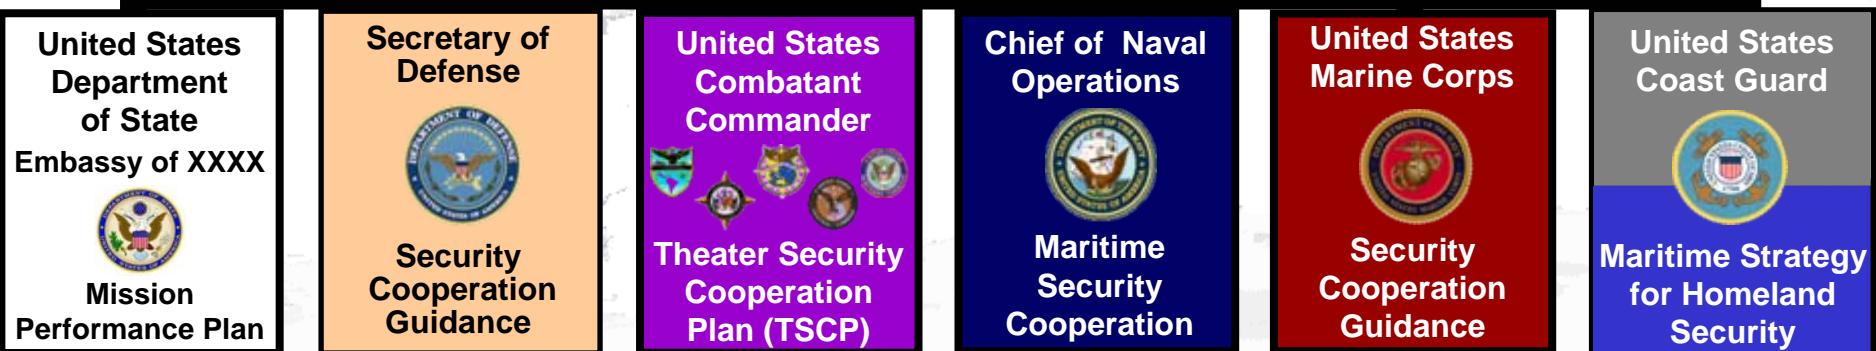 United States
Department
of State
Embassy of XXXX
Mission
Performance Plan
Secretary of
Defense
Security
Cooperation
Guidance
United States
Combatant
Commander
Theater Security
Cooperation
Plan (TSCP)
Chief of Naval
Operations
Maritime
Security
Cooperation
United States
Marine Corps
Security
Cooperation
Guidance
United States
Coast Guard
Maritime Strategy
for Homeland
Security